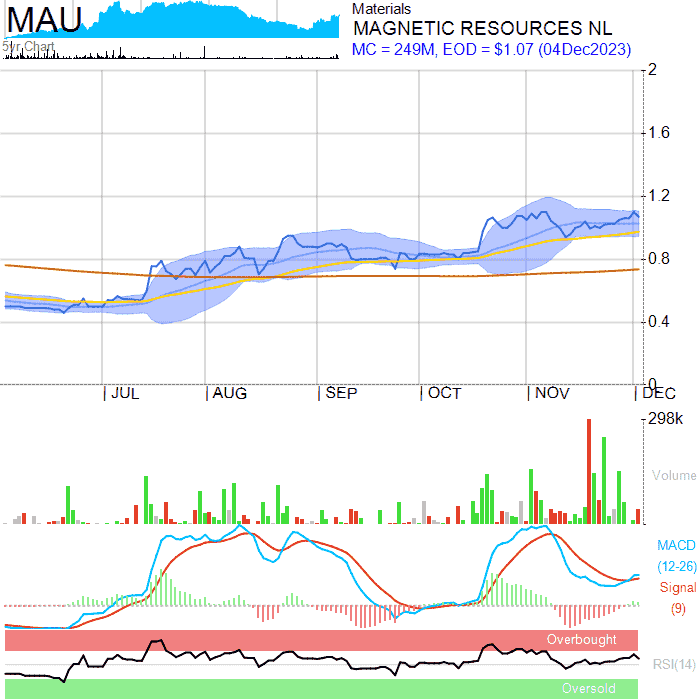 MAU
5yr Chart
Materials
MAGNETIC RESOURCES NL
MC = 249M, EOD = $1.07 (04Dec2023)
2
1.6
1.2
0.8
0.4
0
| JUL | AUG | SEP | OCT | NOV | DEC
298k
Volume
MACD
(12-26)
Signal
(9)
Overbought
RSI(14)
Oversold